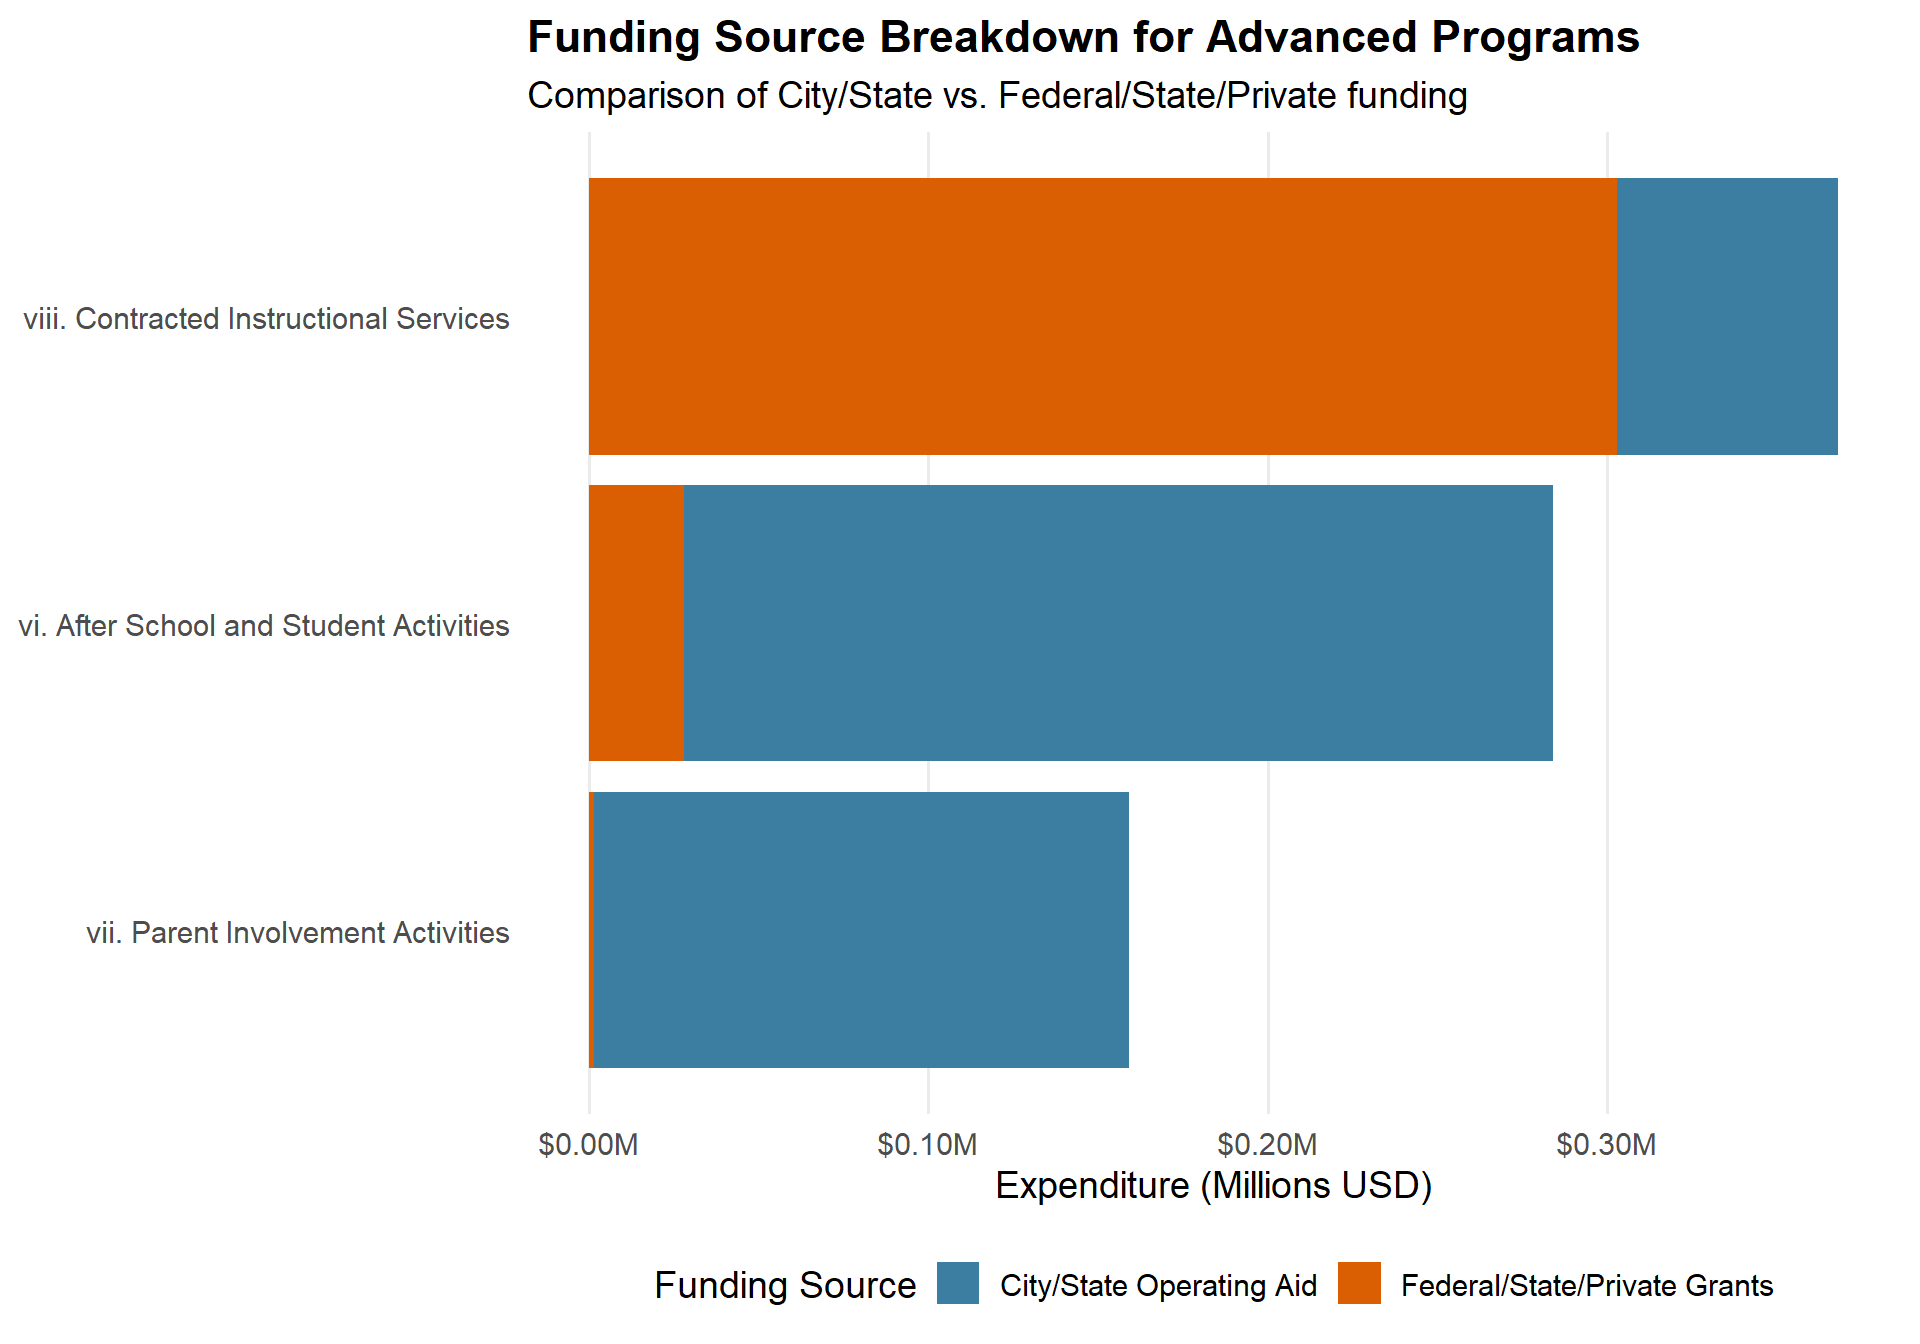 Funding Source Breakdown for Advanced Programs
Comparison of City/State vs. Federal/State/Private funding
viii. Contracted Instructional Services
vi. After School and Student Activities
vii. Parent Involvement Activities
$0.00M $0.10M $0.20M $0.30M
Expenditure (Millions USD)
Funding Source City/State Operating Aid Federal/State/Private Grants